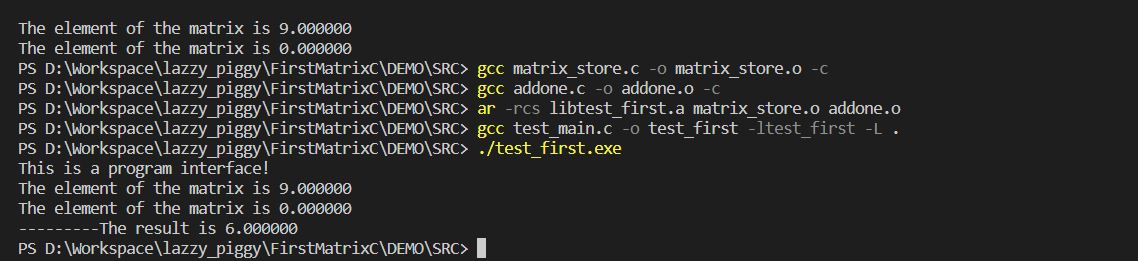 The element of the matrix is 9.000000
The element of the matrix is 0.000000
PS D:\Workspace\lazzy_piggy\FirstMatrixC\DEMO\SRC> gcc matrix_store.c -o matrix_store.o -c
PS D:\Workspace\lazzy_piggy\FirstMatrixC\DEMO\SRC> gcc addone.c -o addone.o -c
PS D:\Workspace\lazzy_piggy\FirstMatrixC\DEMO\SRC> ar -rcs libtest_first.a matrix_store.o addone.o
PS D:\Workspace\lazzy_piggy\FirstMatrixC\DEMO\SRC> gcc test_main.c -o test_first -ltest_first -L .
PS D:\Workspace\lazzy_piggy\FirstMatrixC\DEMO\SRC> ./test_first.exe
This is a program interface!
The element of the matrix is 9.000000
The element of the matrix is 0.000000
---------The result is 6.000000
PS D:\Workspace\lazzy_piggy\FirstMatrixC\DEMO\SRC>